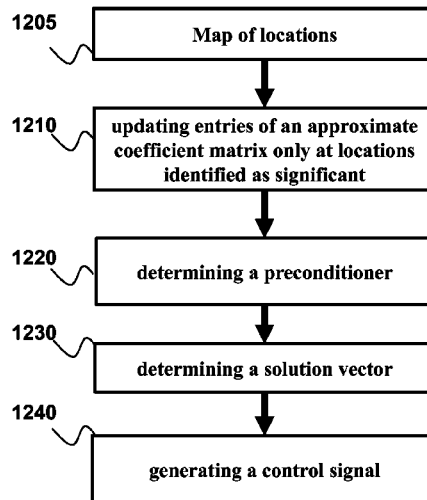 1205
Map of locations
1210
updating entries of an approximate
coefficient matrix only at locations
identified as significant
1220
determining a preconditioner
1230
determining a solution vector
1240
generating a control signal